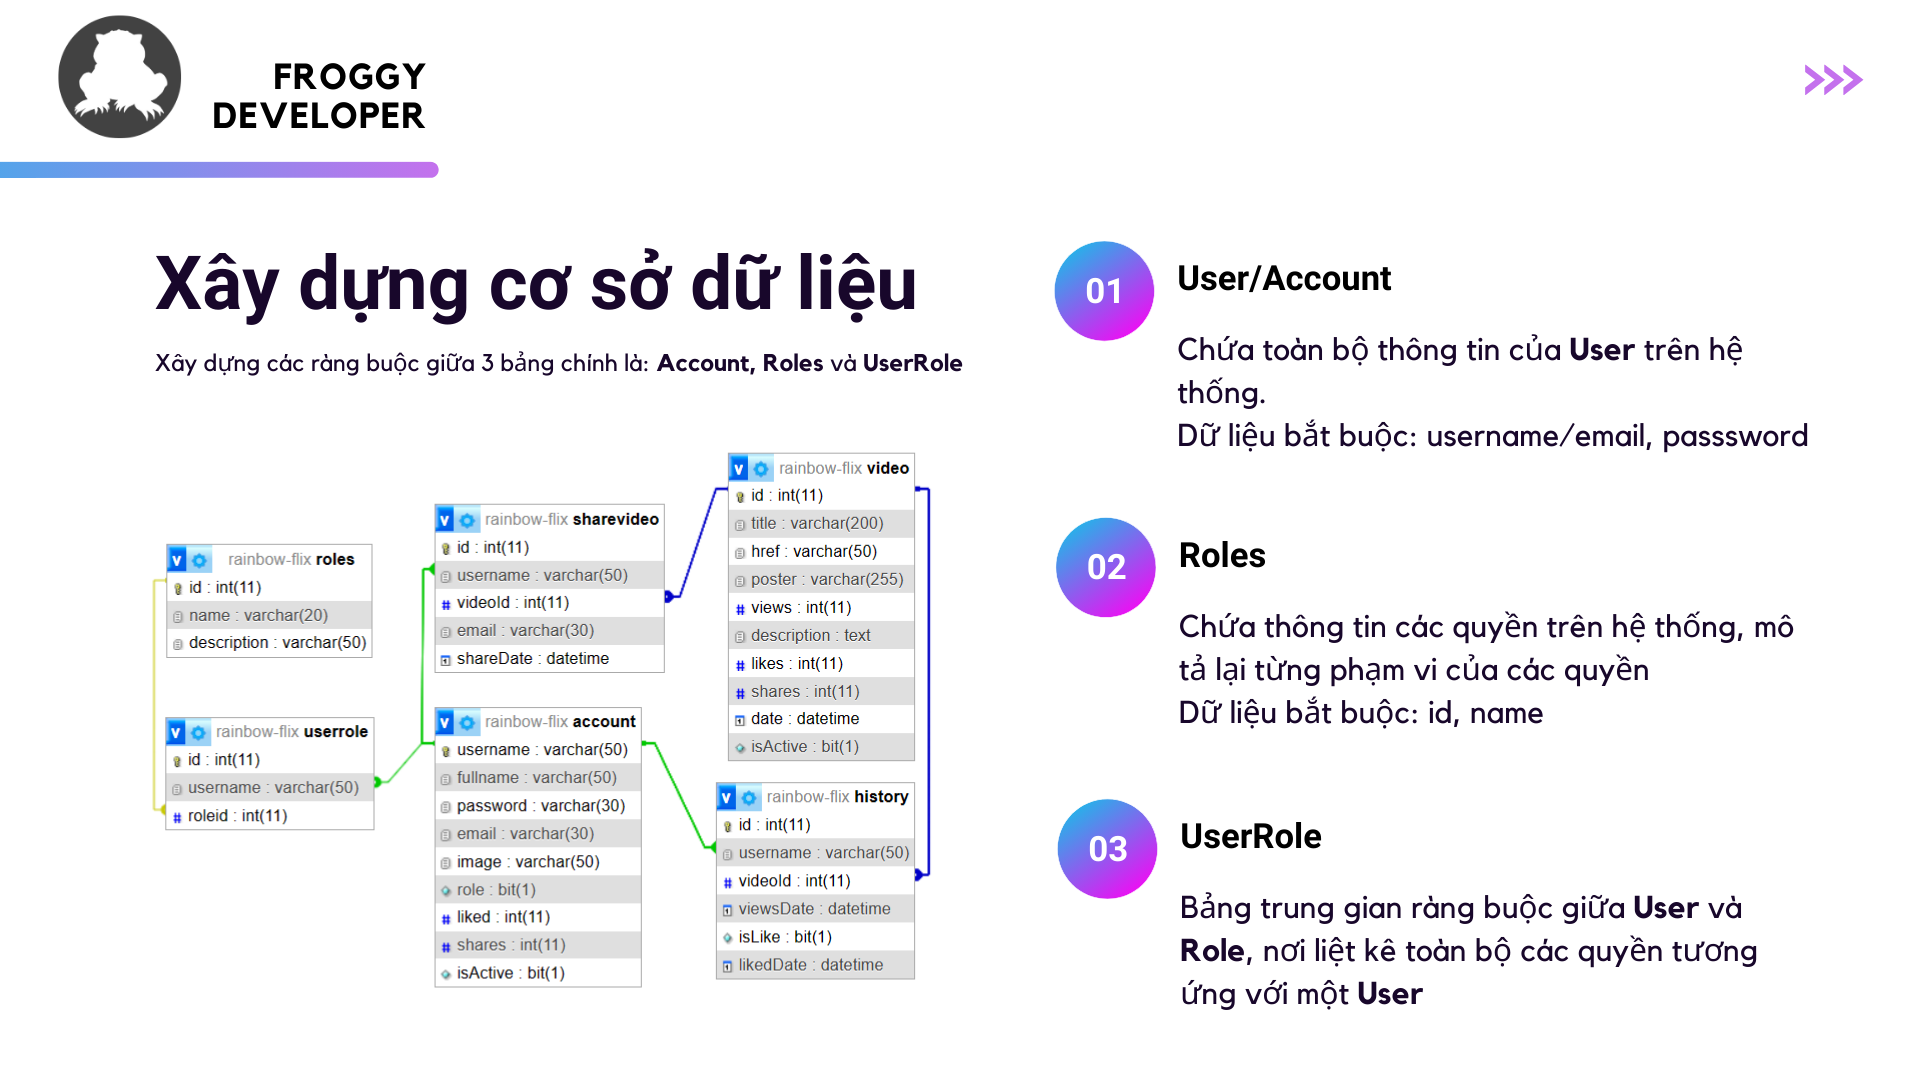 FROGGY
DEVELOPER
Xây dựng cơ sở dữ liệu
Xây dựng các ràng buộc giữa 3 bảng chính là: Account, Roles và UserRole
rainbow-flix roles
id : int(11)
name : varchar(20)
description : varchar(50)
rainbow-flix userrole
id : int(11)
username : varchar(50)
roleid : int(11)
rainbow-flix sharevideo
id : int(11)
username : varchar(50)
videoId : int(11)
email : varchar(30)
shareDate : datetime
rainbow-flix account
username : varchar(50)
fullname : varchar(50)
password : varchar(30)
email : varchar(30)
image : varchar(50)
role : bit(1)
liked : int(11)
shares : int(11)
isActive : bit(1)
rainbow-flix video
id : int(11)
title : varchar(200)
href : varchar(50)
poster : varchar(255)
views : int(11)
description : text
likes : int(11)
shares : int(11)
date : datetime
isActive : bit(1)
rainbow-flix history
id : int(11)
username : varchar(50)
videoId : int(11)
viewsDate : datetime
isLike : bit(1)
likedDate : datetime
01
User/Account
Chứa toàn bộ thông tin của User trên hệ
thống.
Dữ liệu bắt buộc: username/email, passsword
02
Roles
Chứa thông tin các quyền trên hệ thống, mô
tả lại từng phạm vi của các quyền
Dữ liệu bắt buộc: id, name
03
UserRole
Bảng trung gian ràng buộc giữa User và
Role, nơi liệt kê toàn bộ các quyền tương
ứng với một User